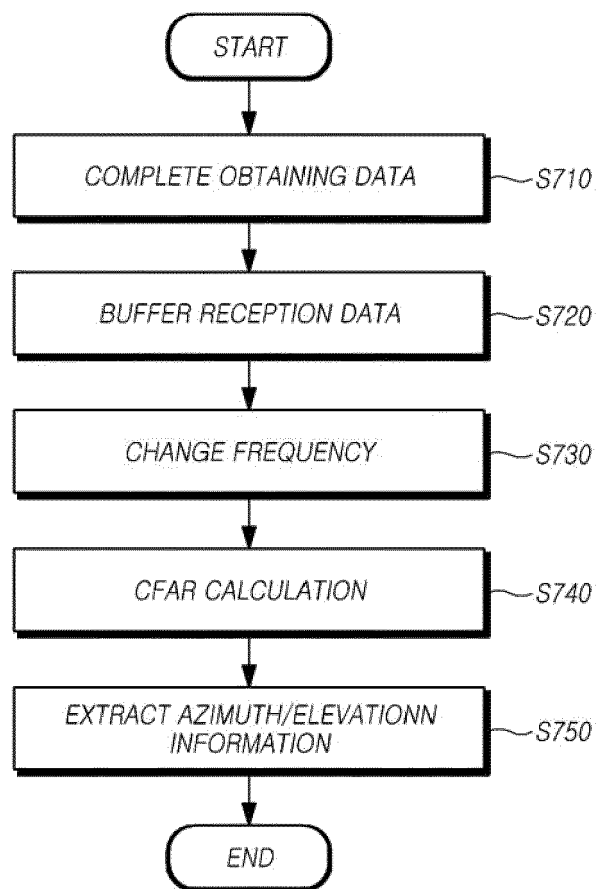 START
COMPLETE OBTAINING DATA
S710
BUFFER RECEPTION DATA
S720
CHANGE FREQUENCY
S730
CFAR CALCULATION
S740
EXTRACT AZIMUTH/ELEVATIONN
INFORMATION
S750
END